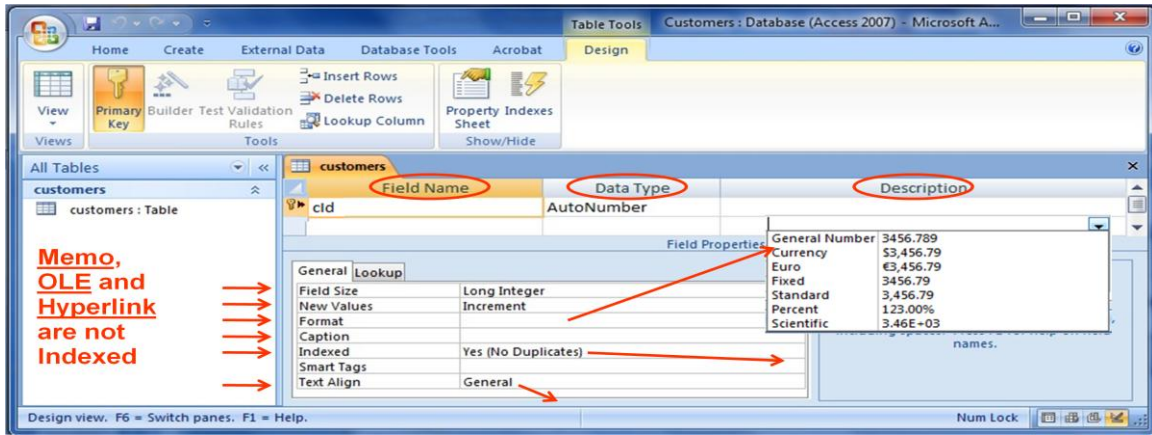 Table Tools
Customers : Database (Access 2007) - Microsoft A...
Home Create External Data Database Tools Acrobat Design
View
Primary Key
Builder
Test Validation Rules
Insert Rows
Delete Rows
Lookup Column
Property Sheet
Indexes
Views Tools Show/Hide
All Tables
customers
customers : Table
customers
Field Name Data Type Description
cId AutoNumber
Field Properties
General Number 3456.789
Currency $3,456.79
Euro €3,456.79
Fixed 3456.79
Standard 3,456.79
Percent 123.00%
Scientific 3.46E+03
names.
Memo,
OLE and
Hyperlink
are not
Indexed
General Lookup
Field Size Long Integer
New Values Increment
Format
Caption
Indexed Yes (No Duplicates)
Smart Tags
Text Align General
Design view. F6 = Switch panes. F1 = Help.
Num Lock